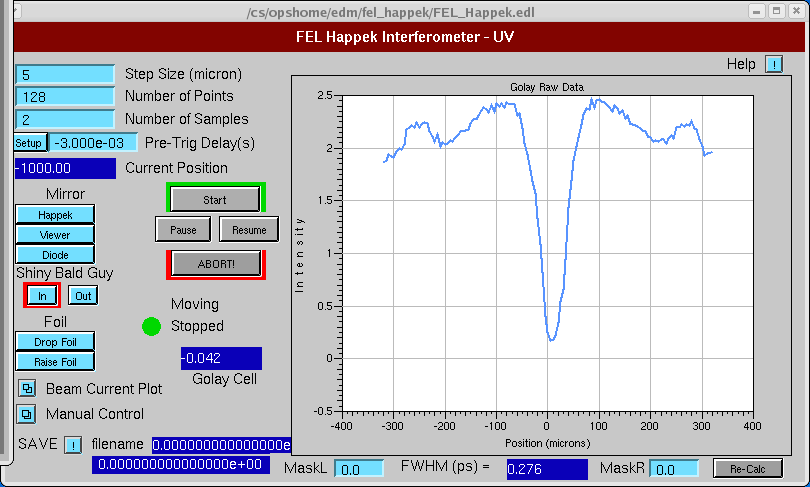 /cs/opshome/edm/fel_happek/FEL_Happek.edl
FEL Happek Interferometer - UV
Help !
5 Step Size (micron)
128 Number of Points
2 Number of Samples
Setup -3.000e-03 Pre-Trig Delay(s)
-1000.00 Current Position
Mirror
Happek
Viewer
Diode
Shiny Bald Guy
In Out
Foil
Drop Foil
Raise Foil
Beam Current Plot
Manual Control
SAVE ! filename 0.000000000000000e
0.000000000000000e+00
Start
Pause Resume
ABORT!
Moving
Stopped
-0.042
Golay Cell
Golay Raw Data
Intensity
2.5
2
1.5
1
0.5
0
-0.5
-400 -300 -200 -100 0 100 200 300 400
Position (microns)
MaskL 0.0 FWHM (ps) = 0.276 MaskR 0.0 Re-Calc